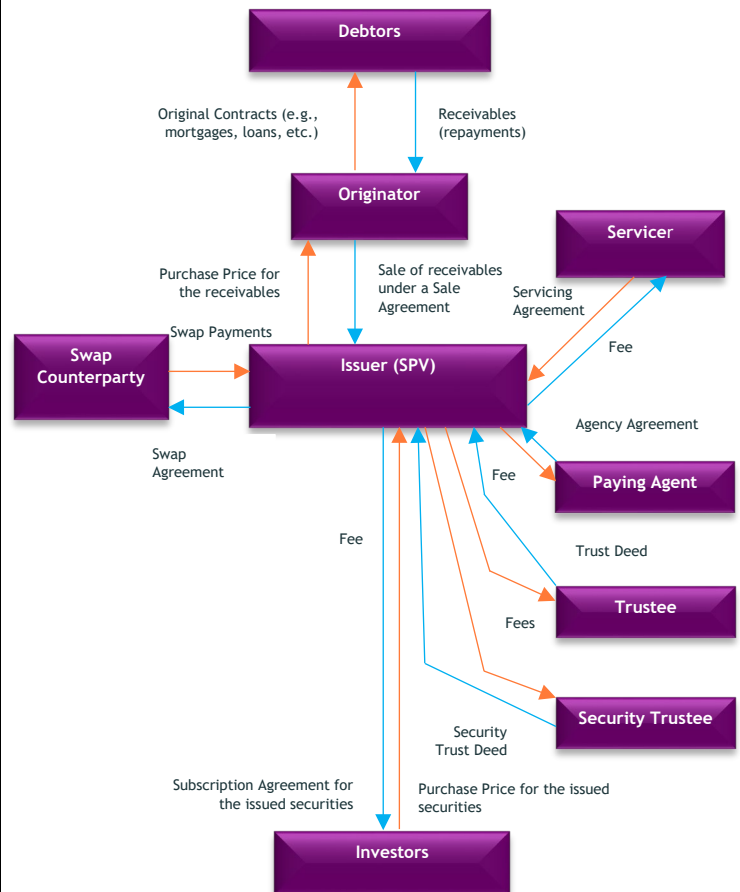 Debtors
Original Contracts (e.g.,
mortgages, loans, etc.)
Receivables
(repayments)
Originator
Servicer
Purchase Price for
the receivables
Sale of receivables
under a Sale
Agreement
Servicing
Agreement
Swap Payments
Fee
Swap
Counterparty
Issuer (SPV)
Agency Agreement
Swap
Agreement
Fee
Paying Agent
Fee
Trust Deed
Trustee
Fees
Security Trustee
Security
Trust Deed
Subscription Agreement for
the issued securities
Purchase Price for the issued
securities
Investors